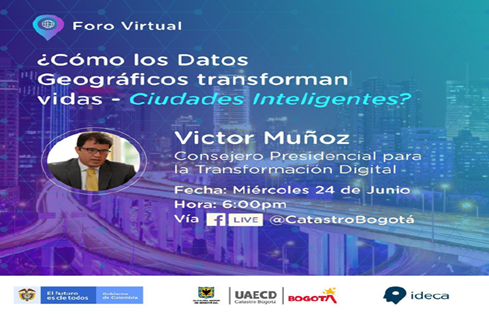 Foro Virtual
¿Cómo los Datos
Geográficos transforman
vidas - Ciudades Inteligentes?
Victor Muñoz
Consejero Presidencial para
la Transformación Digital
Fecha: Miércoles 24 de Junio
Hora: 6:00pm
Vía f LIVE @CatastroBogotá
El futuro
es de todos
Gobierno
de Colombia
UAECD
Catastro Bogotá
BOGOTÁ
ideca